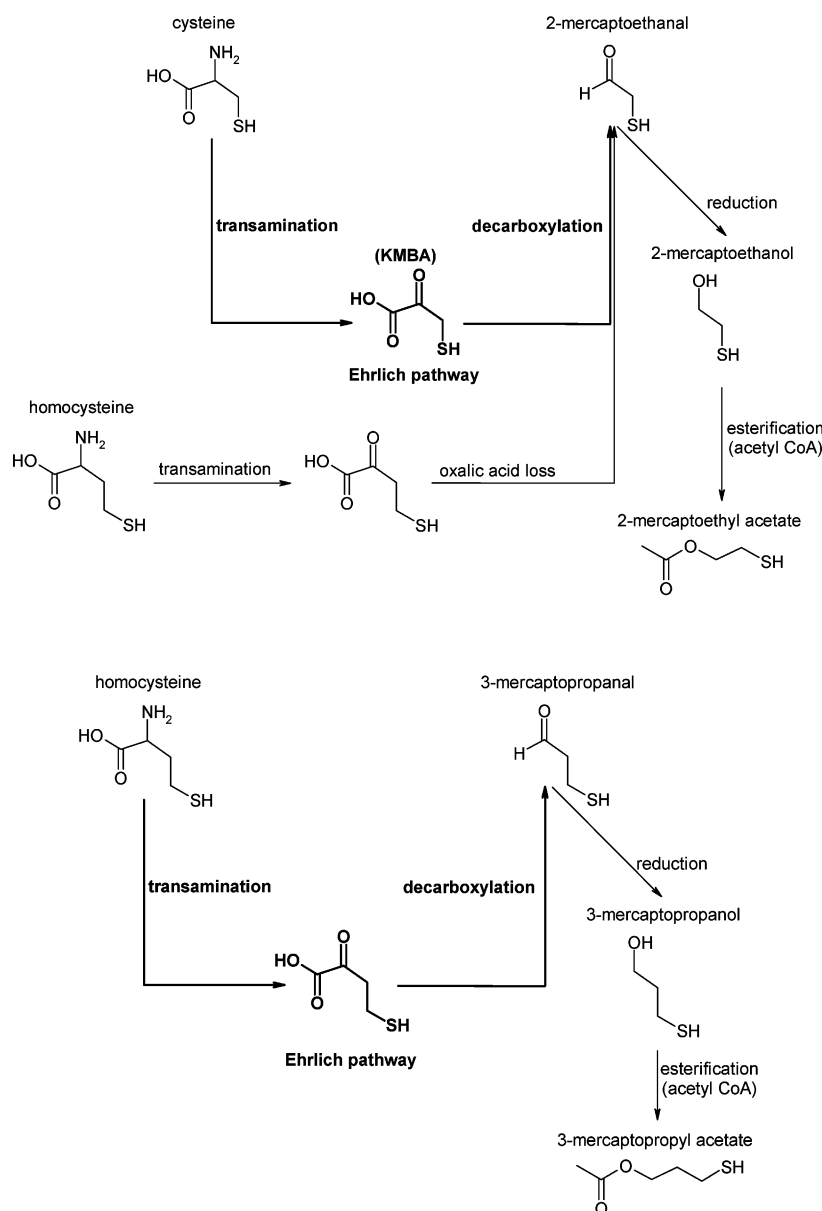 cysteine
2-mercaptoethanal
NH2
HO
O
SH
O
H
SH
transamination
decarboxylation
reduction
(KMBA)
2-mercaptoethanol
O
HO
O
SH
OH
SH
Ehrlich pathway
homocysteine
NH2
HO
O
SH
transamination
O
HO
O
SH
oxalic acid loss
esterification
(acetyl CoA)
2-mercaptoethyl acetate
O
O
SH
homocysteine
3-mercaptopropanal
NH2
HO
O
SH
O
H
SH
transamination
decarboxylation
reduction
3-mercaptopropanol
O
HO
O
SH
OH
SH
Ehrlich pathway
esterification
(acetyl CoA)
3-mercaptopropyl acetate
O
O
SH